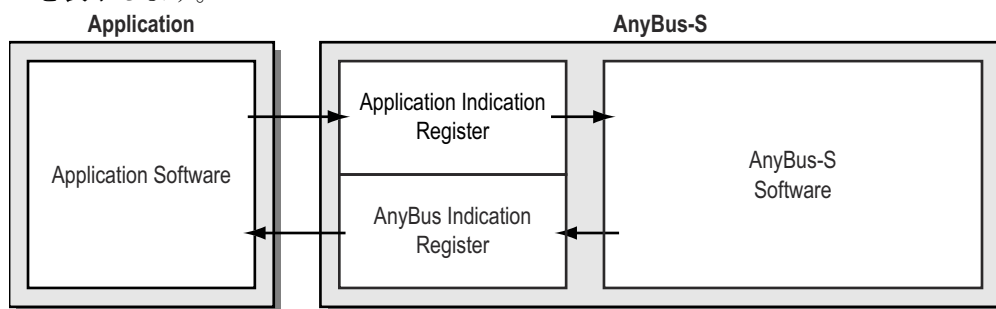 Application
AnyBus-S
Application Indication
Register
Application Software
AnyBus-S
Software
AnyBus Indication
Register